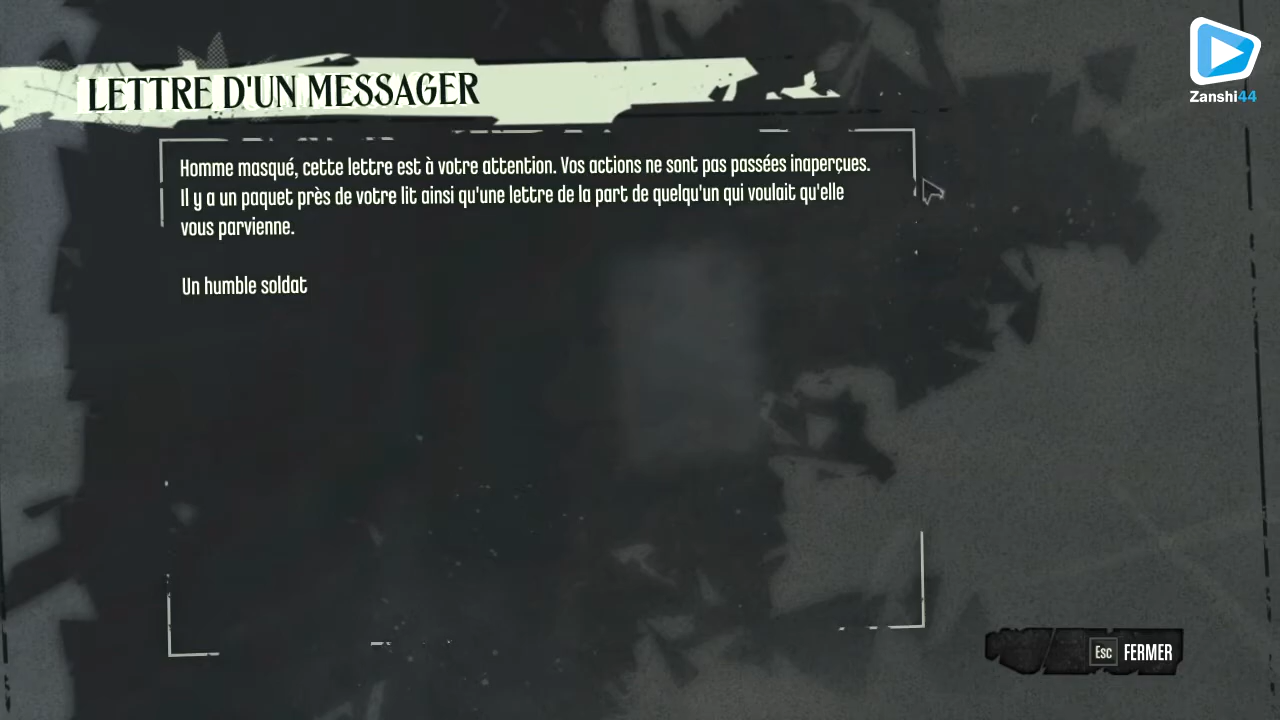 Zanshi44
LETTRE D'UN MESSAGER
Homme masqué, cette lettre est à votre attention. Vos actions ne sont pas passées inaperçues.
Il y a un paquet près de votre lit ainsi qu'une lettre de la part de quelqu'un qui voulait qu'elle
vous parvienne.
Un humble soldat
Esc FERMER